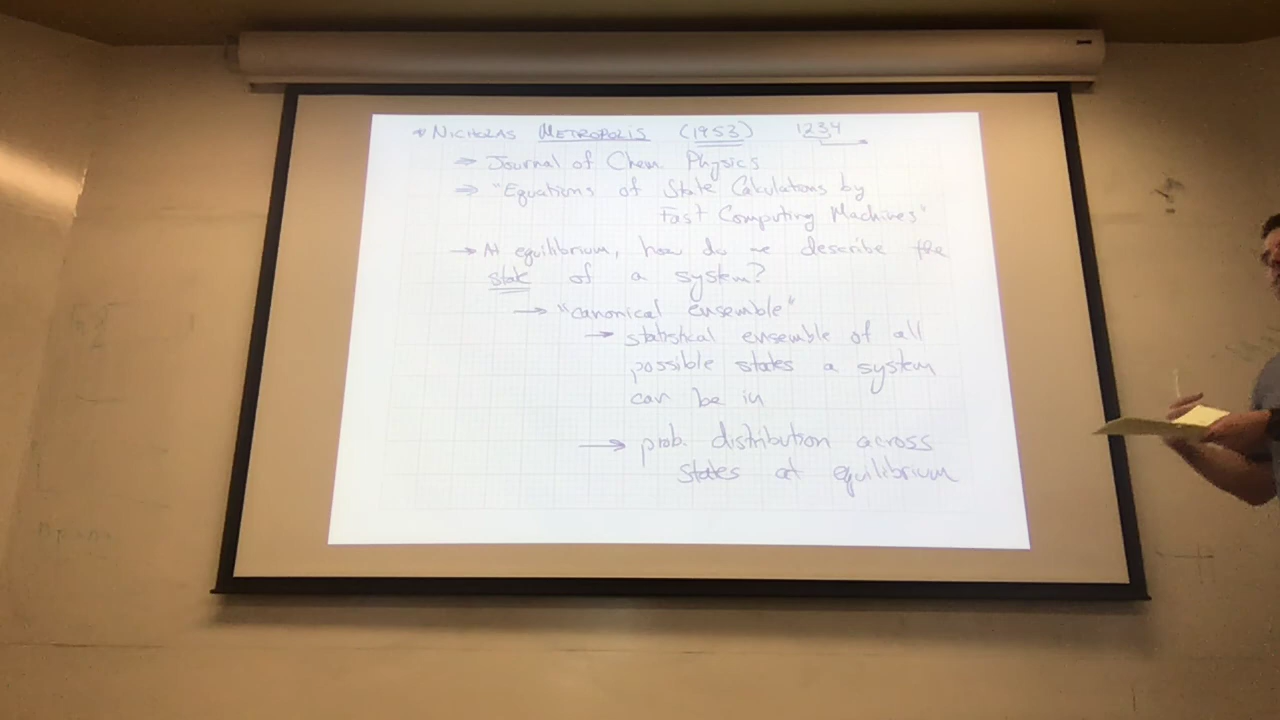 * NICHOLAS METROPOLIS (1953) 1234
⇒ Journal of Chem. Physics
⇒ "Equations of State Calculations by
Fast Computing Machines"
→ At equilibrium, how do we describe the
state of a system?
→ "canonical ensemble"
→ statistical ensemble of all
possible states a system
can be in
→ prob. distribution across
states at equilibrium